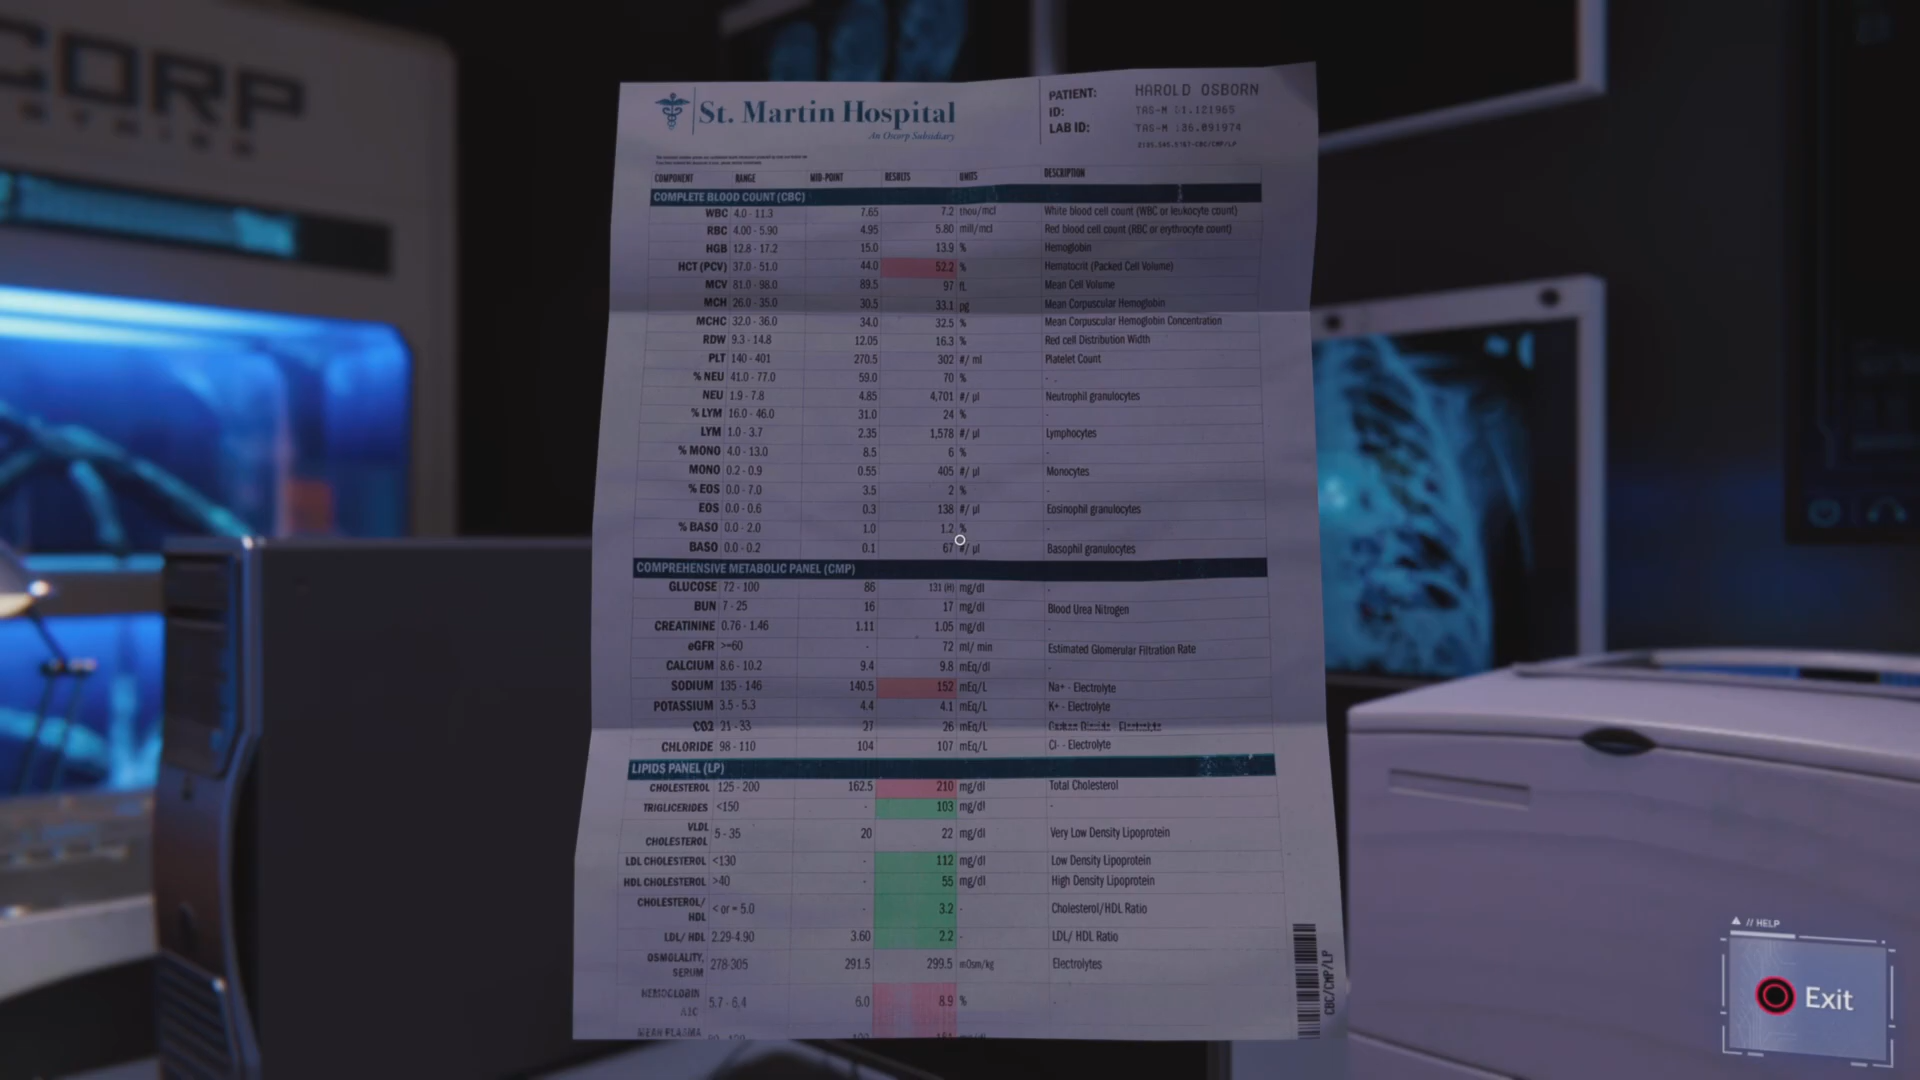 CORP
St. Martin Hospital
An Oscorp Subsidiary
PATIENT: HAROLD OSBORN
ID: TAS-M 01.121965
LAB ID: TAS-M :36.091974
COMPONENT RANGE MID-POINT RESULTS UNITS DESCRIPTION
COMPLETE BLOOD COUNT (CBC)
WBC 4.0 - 11.3 7.65 7.2 thou/mcl White blood cell count (WBC or leukocyte count)
RBC 4.00 - 5.90 4.95 5.80 mill/mcl Red blood cell count (RBC or erythrocyte count)
HGB 12.8 - 17.2 15.0 13.9 % Hemoglobin
HCT (PCV) 37.0 - 51.0 44.0 52.2 % Hematocrit (Packed Cell Volume)
MCV 81.0 - 98.0 89.5 97 fL Mean Cell Volume
MCH 26.0 - 35.0 30.5 33.1 pg Mean Corpuscular Hemoglobin
MCHC 32.0 - 36.0 34.0 32.5 % Mean Corpuscular Hemoglobin Concentration
RDW 9.3 - 14.8 12.05 16.3 % Red cell Distribution Width
PLT 140 - 401 270.5 302 #/ ml Platelet Count
% NEU 41.0 - 77.0 59.0 70 % - .
NEU 1.9 - 7.8 4.85 4,701 #/ µl Neutrophil granulocytes
% LYM 16.0 - 46.0 31.0 24 % -
LYM 1.0 - 3.7 2.35 1,578 #/ µl Lymphocytes
% MONO 4.0 - 13.0 8.5 6 % -
MONO 0.2 - 0.9 0.55 405 #/ µl Monocytes
% EOS 0.0 - 7.0 3.5 2 % -
EOS 0.0 - 0.6 0.3 138 #/ µl Eosinophil granulocytes
% BASO 0.0 - 2.0 1.0 1.2 % -
BASO 0.0 - 0.2 0.1 67 #/ µl Basophil granulocytes
COMPREHENSIVE METABOLIC PANEL (CMP)
GLUCOSE 72 - 100 86 131 (H) mg/dl -
BUN 7 - 25 16 17 mg/dl Blood Urea Nitrogen
CREATININE 0.76 - 1.46 1.11 1.05 mg/dl -
eGFR >=60 - 72 ml/ min Estimated Glomerular Filtration Rate
CALCIUM 8.6 - 10.2 9.4 9.8 mEq/dl -
SODIUM 135 - 146 140.5 152 mEq/L Na+ - Electrolyte
POTASSIUM 3.5 - 5.3 4.4 4.1 mEq/L K+ - Electrolyte
CO2 21 - 33 27 26 mEq/L
CHLORIDE 98 - 110 104 107 mEq/L Cl- - Electrolyte
LIPIDS PANEL (LP)
CHOLESTEROL 125 - 200 162.5 210 mg/dl Total Cholesterol
TRIGLICERIDES <150 - 103 mg/dl -
VLDL CHOLESTEROL 5 - 35 20 22 mg/dl Very Low Density Lipoprotein
LDL CHOLESTEROL <130 - 112 mg/dl Low Density Lipoprotein
HDL CHOLESTEROL >40 - 55 mg/dl High Density Lipoprotein
CHOLESTEROL/ HDL < or = 5.0 - 3.2 - Cholesterol/HDL Ratio
LDL/ HDL 2.29-4.90 3.60 2.2 - LDL/ HDL Ratio
OSMOLALITY, SERUM 278-305 291.5 299.5 mOsm/kg Electrolytes
HEMOGLOBIN A1C 5.7 - 6.4 6.0 8.9 %
MEAN PLASMA
CBC/CMP/LP
// HELP
Exit